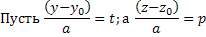 Пусть (y−y₀)/a = t; а (z−z₀)/a = p